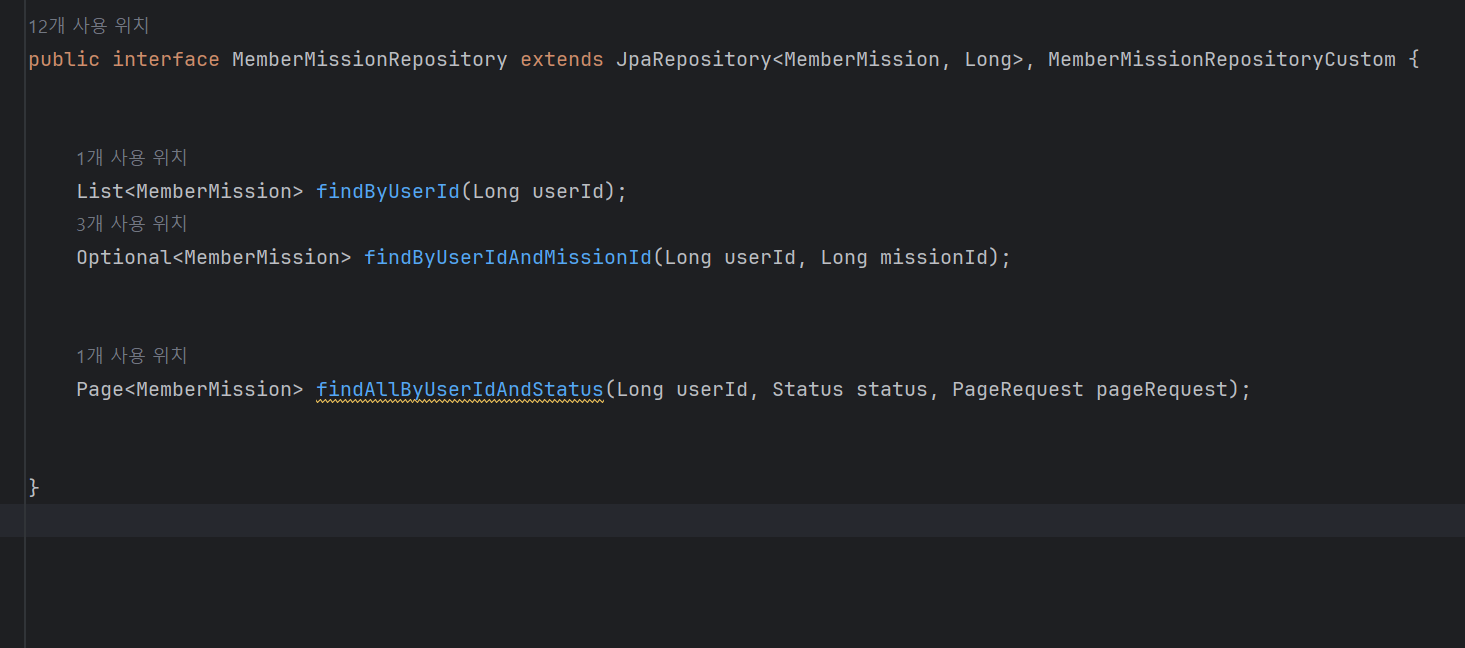 12개 사용 위치
public interface MemberMissionRepository extends JpaRepository<MemberMission, Long>, MemberMissionRepositoryCustom {
1개 사용 위치
List<MemberMission> findByUserId(Long userId);
3개 사용 위치
Optional<MemberMission> findByUserIdAndMissionId(Long userId, Long missionId);
1개 사용 위치
Page<MemberMission> findAllByUserIdAndStatus(Long userId, Status status, PageRequest pageRequest);
}